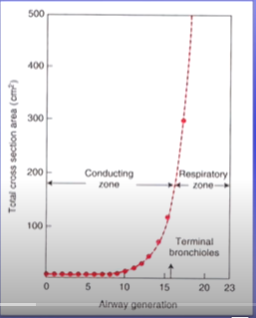 Total cross section area (cm²)
500
400
300
200
100
Conducting
zone
Respiratory
zone
Terminal
bronchioles
0
5
10
15
20
23
Airway generation